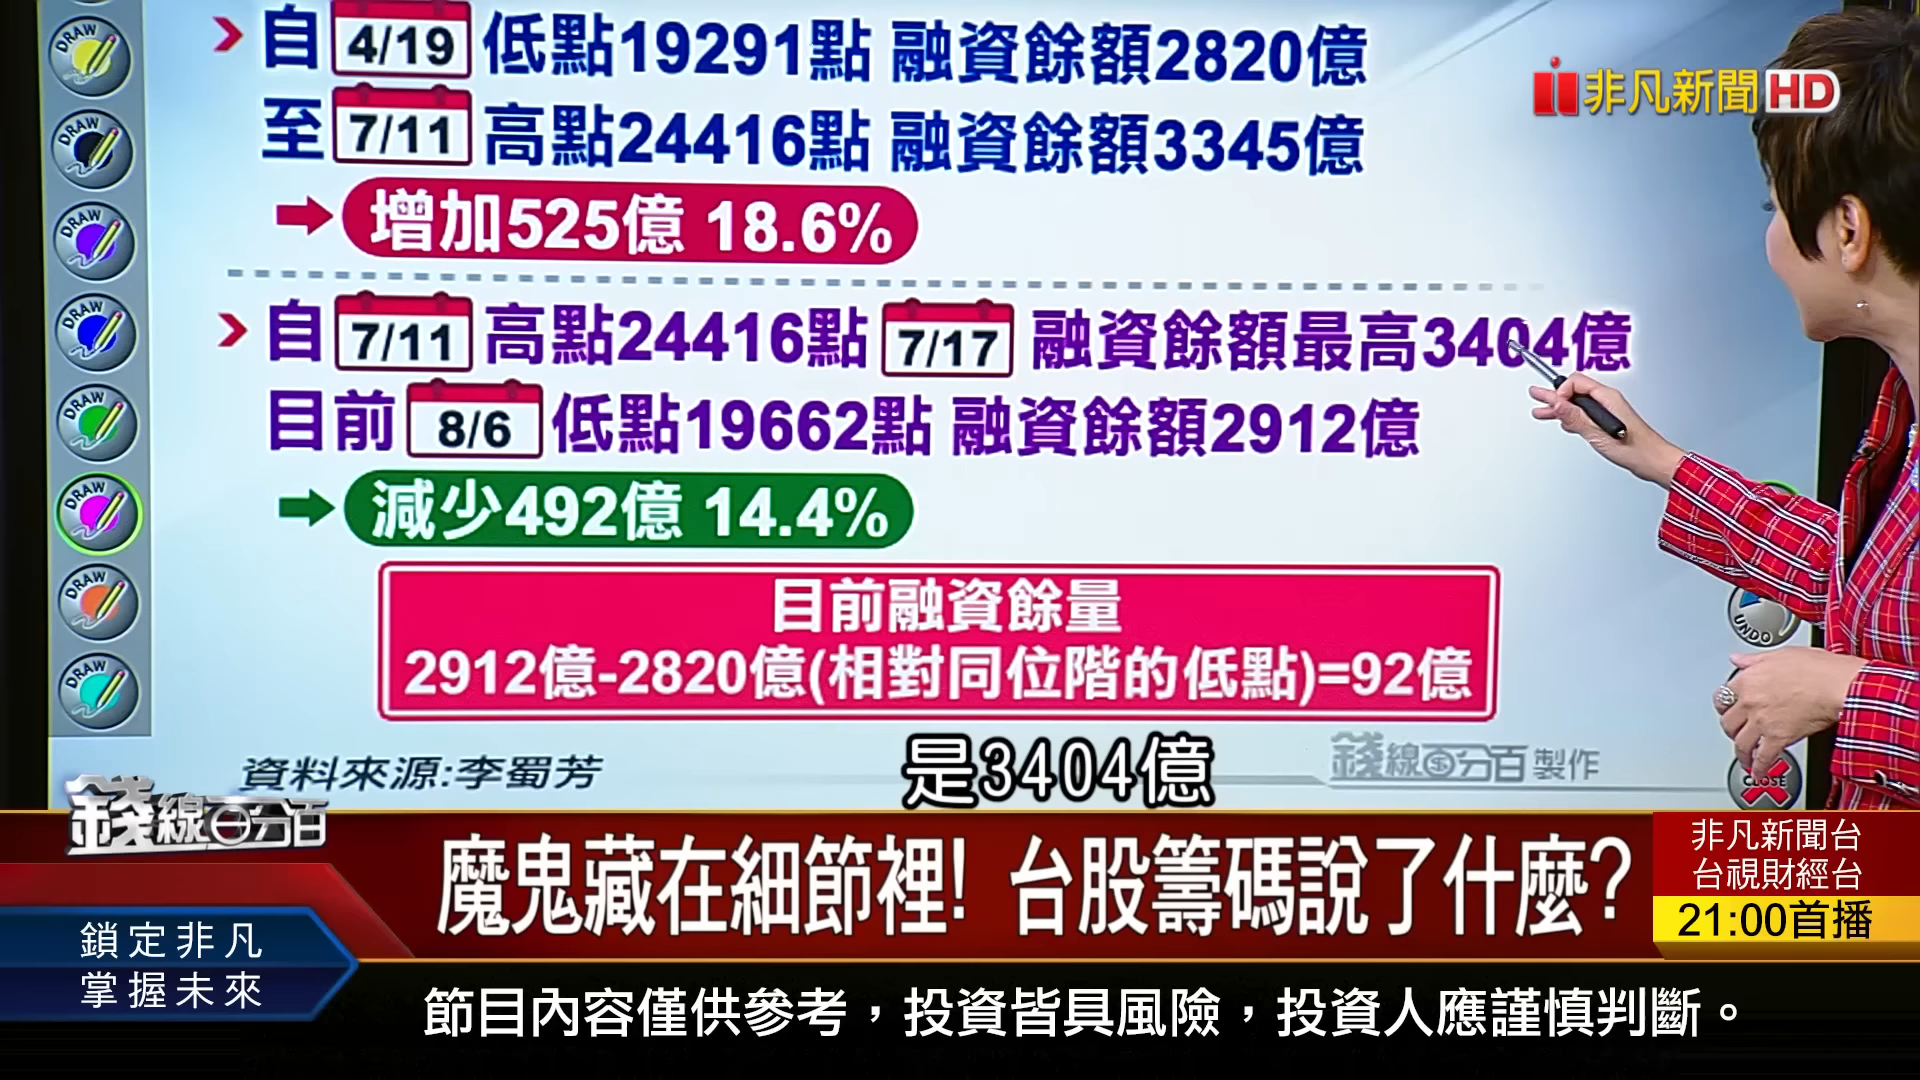 自 4/19 低點19291點 融資餘額2820億
至 7/11 高點24416點 融資餘額3345億
增加525億 18.6%
自 7/11 高點24416點 7/17 融資餘額最高3404億
目前 8/6 低點19662點 融資餘額2912億
減少492億 14.4%
目前融資餘量
2912億-2820億(相對同位階的低點)=92億
資料來源:李蜀芳
錢線百分百 製作
是3404億
DRAW
DRAW
DRAW
DRAW
DRAW
DRAW
DRAW
DRAW
UNDO
CLOSE
非凡新聞HD
錢線百分百
魔鬼藏在細節裡! 台股籌碼說了什麼?
非凡新聞台
台視財經台
21:00首播
鎖定非凡
掌握未來
節目內容僅供參考，投資皆具風險，投資人應謹慎判斷。